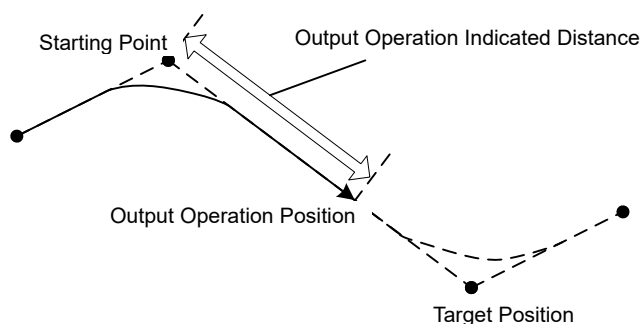 Starting Point
Output Operation Indicated Distance
Output Operation Position
Target Position